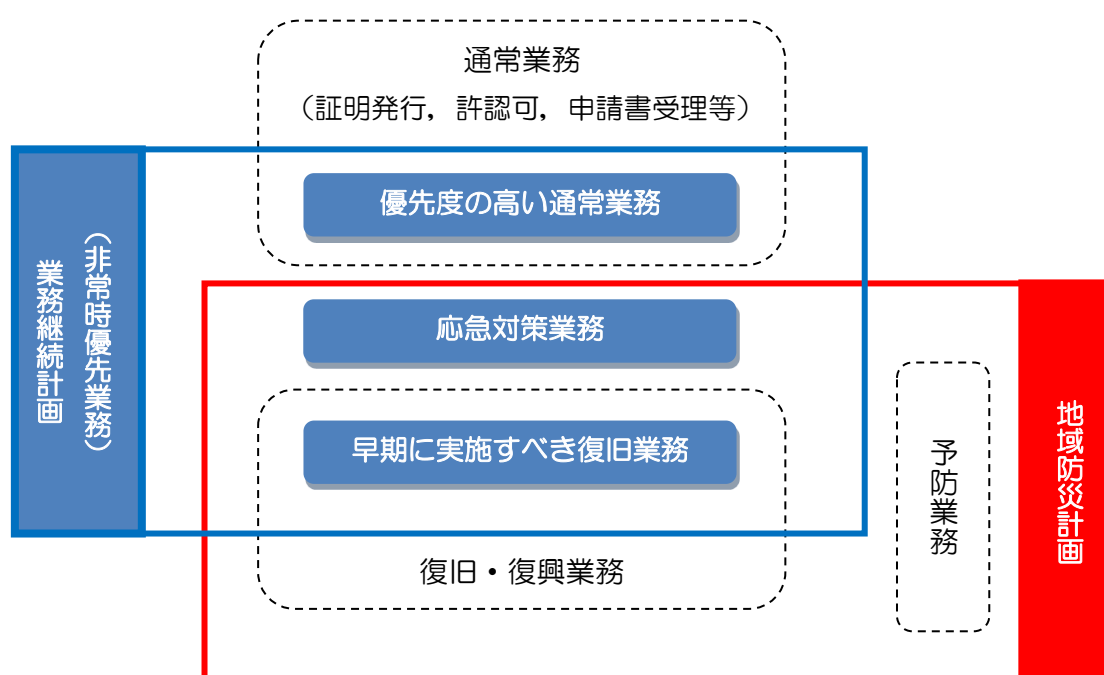 通常業務
（証明発行，許認可，申請書受理等）
優先度の高い通常業務
業務継続計画
（非常時優先業務）
応急対策業務
早期に実施すべき復旧業務
復旧・復興業務
予防業務
地域防災計画